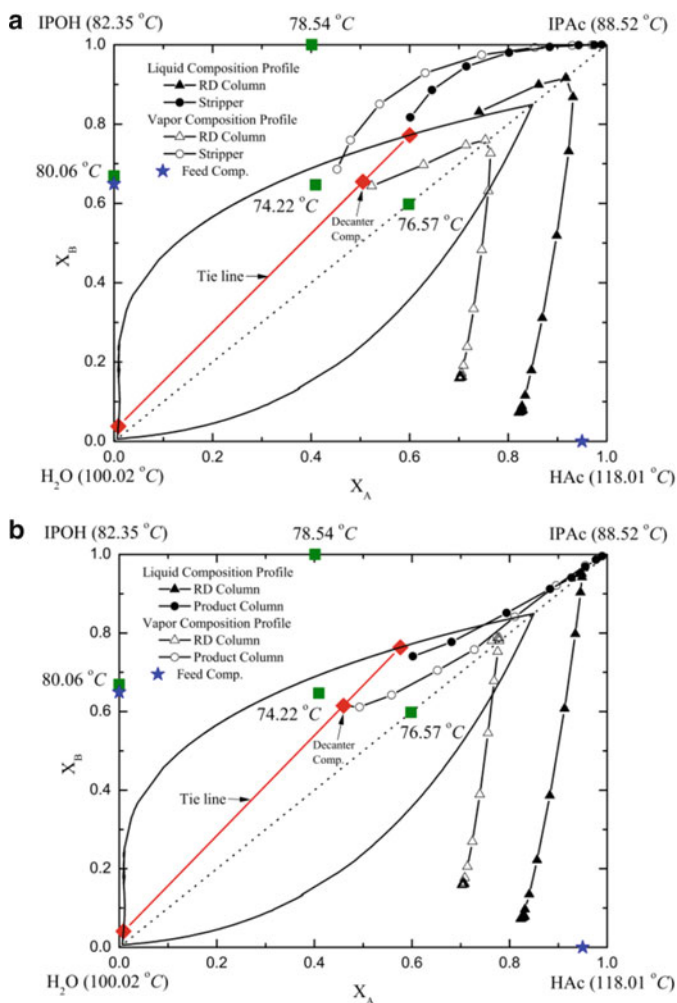 a
IPOH (82.35 °C)
78.54 °C
IPAc (88.52 °C)
1.0
Liquid Composition Profile
RD Column
Stripper
0.8
Vapor Composition Profile
RD Column
Stripper
80.06 °C
Feed Comp.
0.6
74.22 °C
Decanter
Comp.
76.57 °C
X_B
Tie line
0.4
0.2
0.0
0.0 0.2 0.4 0.6 0.8 1.0
H₂O (100.02 °C)
X_A
HAc (118.01 °C)
b
IPOH (82.35 °C)
78.54 °C
IPAc (88.52 °C)
1.0
Liquid Composition Profile
RD Column
Product Column
0.8
Vapor Composition Profile
RD Column
Product Column
80.06 °C
Feed Comp.
0.6
74.22 °C
Decanter
Comp.
76.57 °C
X_B
Tie line
0.4
0.2
0.0
0.0 0.2 0.4 0.6 0.8 1.0
H₂O (100.02 °C)
X_A
HAc (118.01 °C)